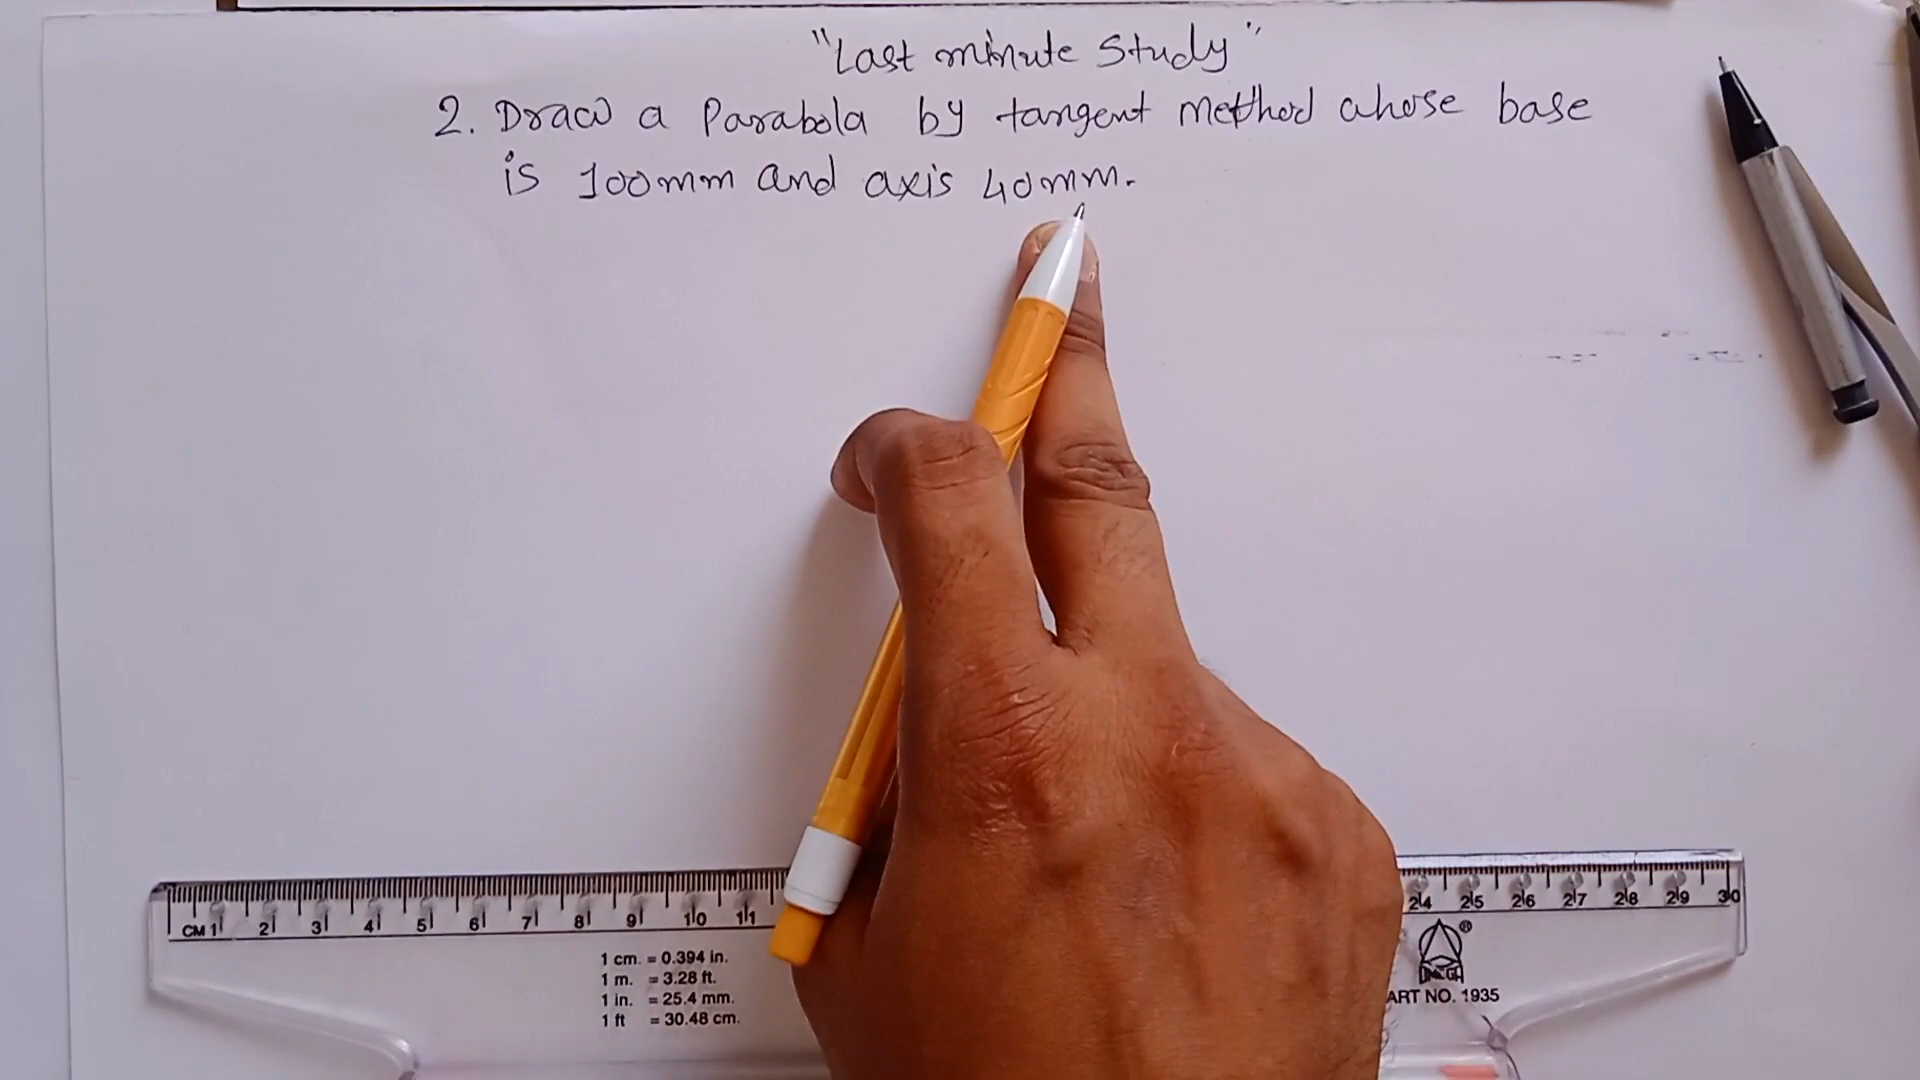 "Last minute Study"
2. Draw a Parabola by tangent method whose base
is 100mm and axis 40mm.
CM 1 2 3 4 5 6 7 8 9 10 11
24 25 26 27 28 29 30
1 cm. = 0.394 in.
1 m. = 3.28 ft.
1 in. = 25.4 mm.
1 ft = 30.48 cm.
OMEGA ®
ART NO. 1935